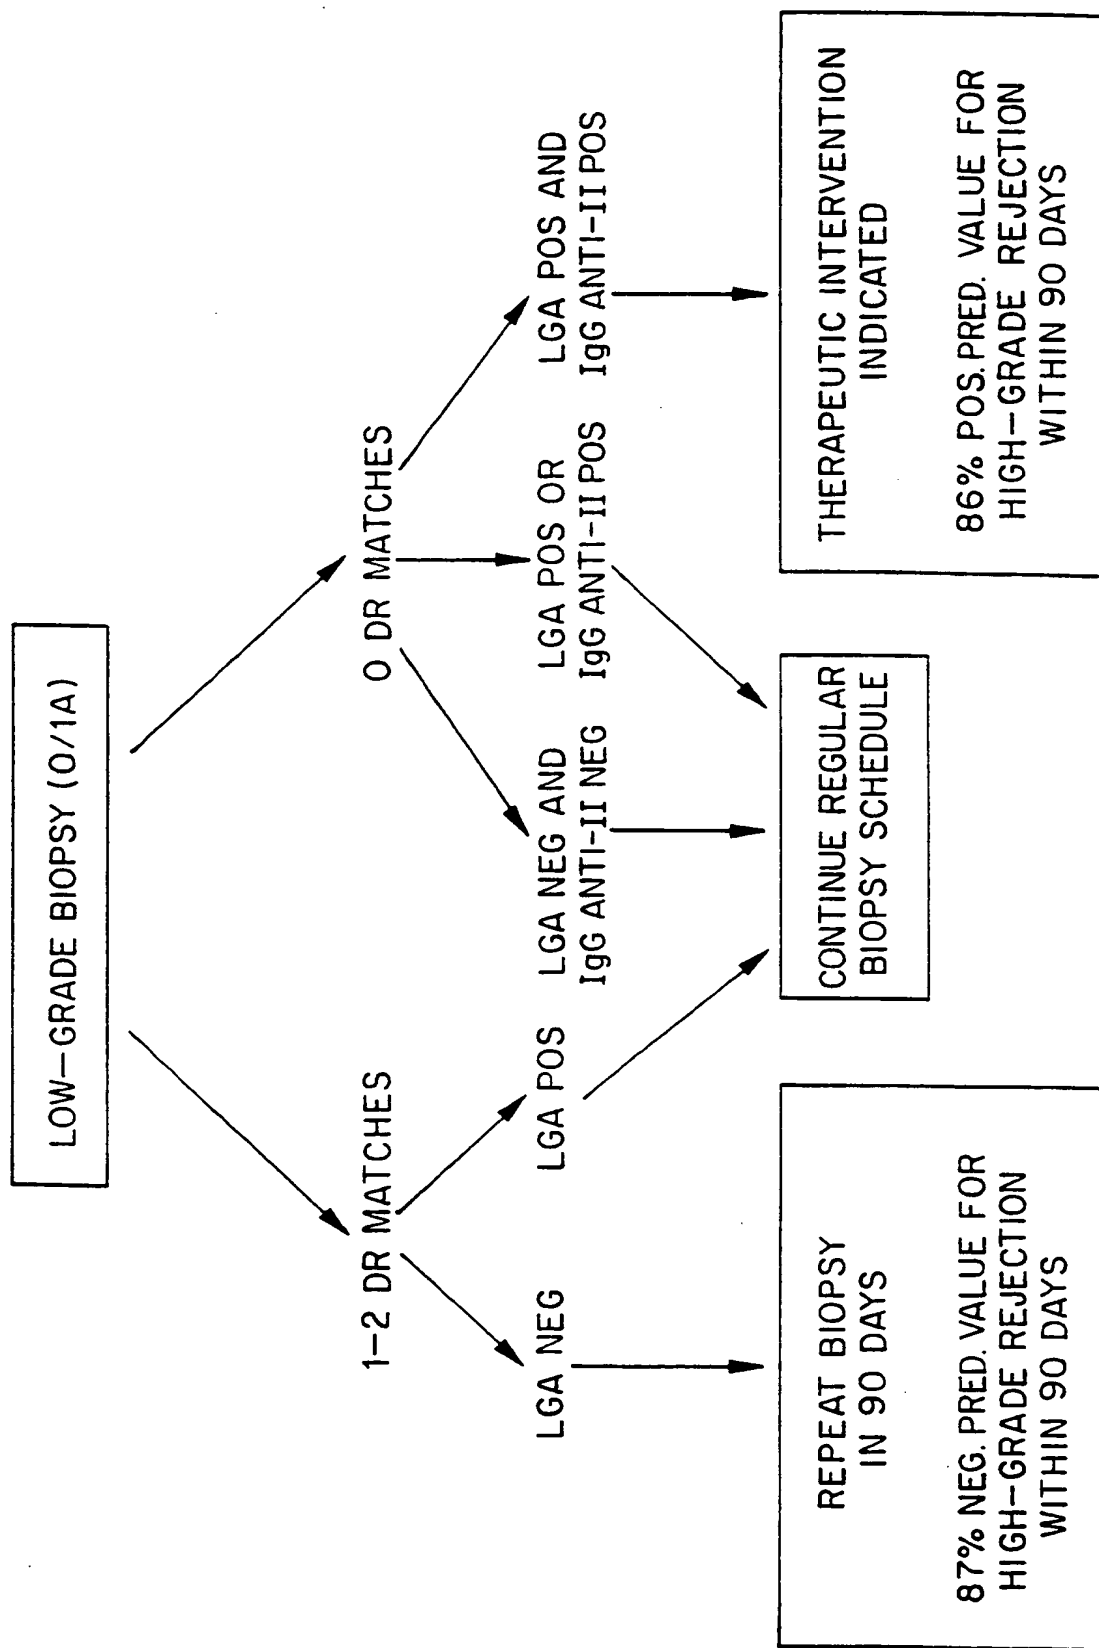 LOW-GRADE BIOPSY (0/1A)
1-2 DR MATCHES
0 DR MATCHES
LGA NEG
LGA POS
LGA NEG AND
IgG ANTI-II NEG
LGA POS OR
IgG ANTI-II POS
LGA POS AND
IgG ANTI-II POS
REPEAT BIOPSY
IN 90 DAYS
87% NEG. PRED. VALUE FOR
HIGH-GRADE REJECTION
WITHIN 90 DAYS
CONTINUE REGULAR
BIOPSY SCHEDULE
THERAPEUTIC INTERVENTION
INDICATED
86% POS. PRED. VALUE FOR
HIGH-GRADE REJECTION
WITHIN 90 DAYS